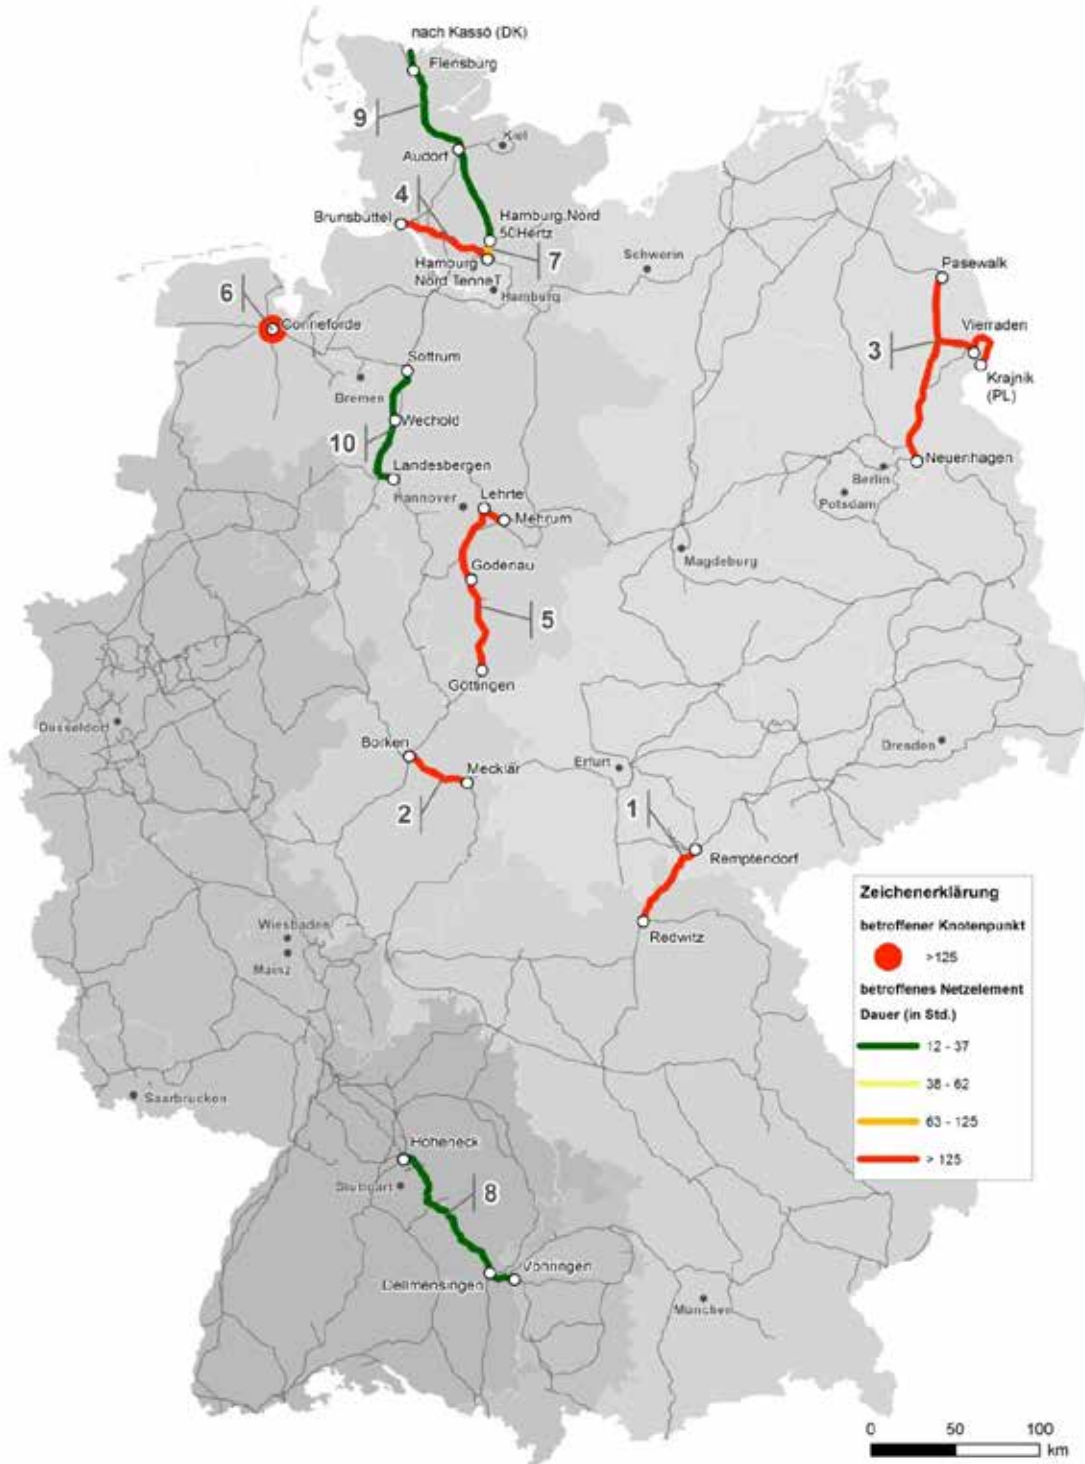 nach Kassö (DK)
Flensburg
9
Kiel
Audorf
4
Brunsbüttel
Hamburg.Nord
50Hertz
Hamburg
Nord TenneT
7
Schwerin
Hamburg
Pasewalk
6
Conneforde
Vierraden
3
Sottrum
Krajnik
(PL)
Bremen
Wechold
10
Landesbergen
Neuenhagen
Berlin
Hannover
Lehrte
Potsdam
Mehrum
Magdeburg
Godenau
5
Göttingen
Düsseldorf
Borken
Dresden
Mecklar
Erfurt
2
1
Remptendorf
Redwitz
Wiesbaden
Mainz
Zeichenerklärung
betroffener Knotenpunkt
>125
betroffenes Netzelement
Dauer (in Std.)
12 - 37
38 - 62
63 - 125
> 125
Saarbrücken
Hoheneck
Stuttgart
8
Dellmensingen
Vöhringen
München
0 50 100
km